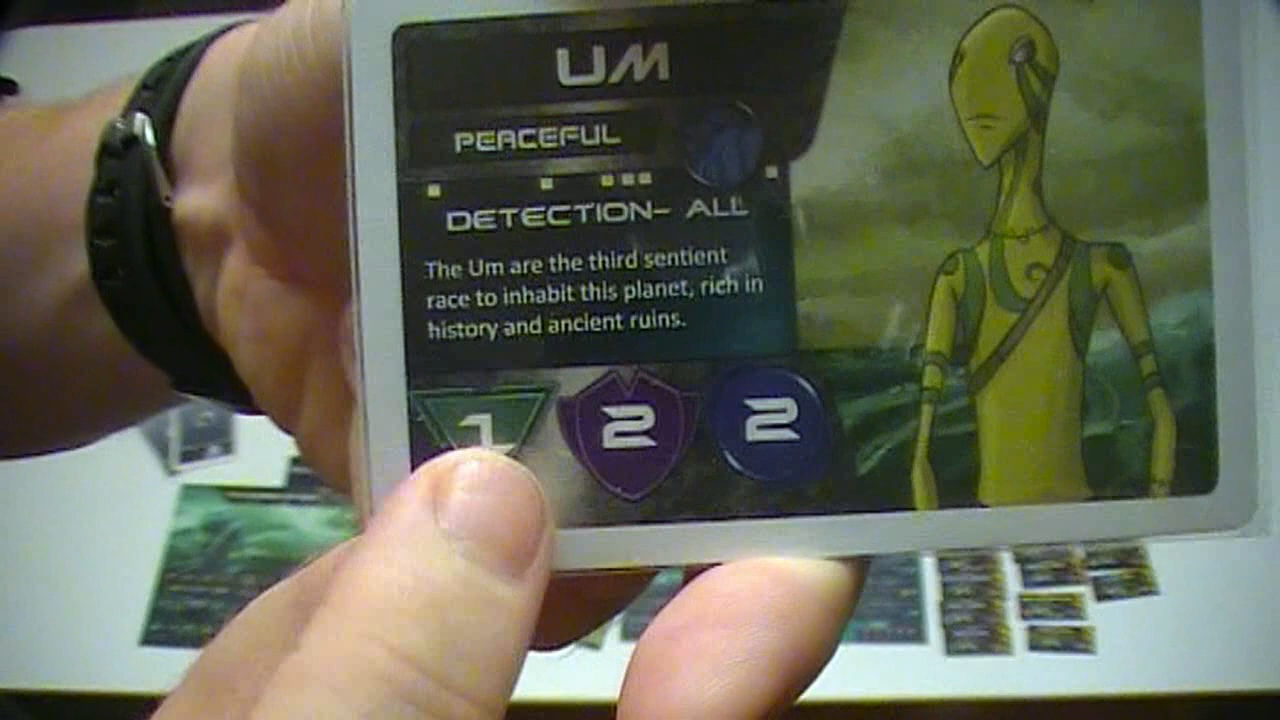 UM
PEACEFUL
DETECTION- ALL
The Um are the third sentient
race to inhabit this planet, rich in
history and ancient ruins.
1 2 2